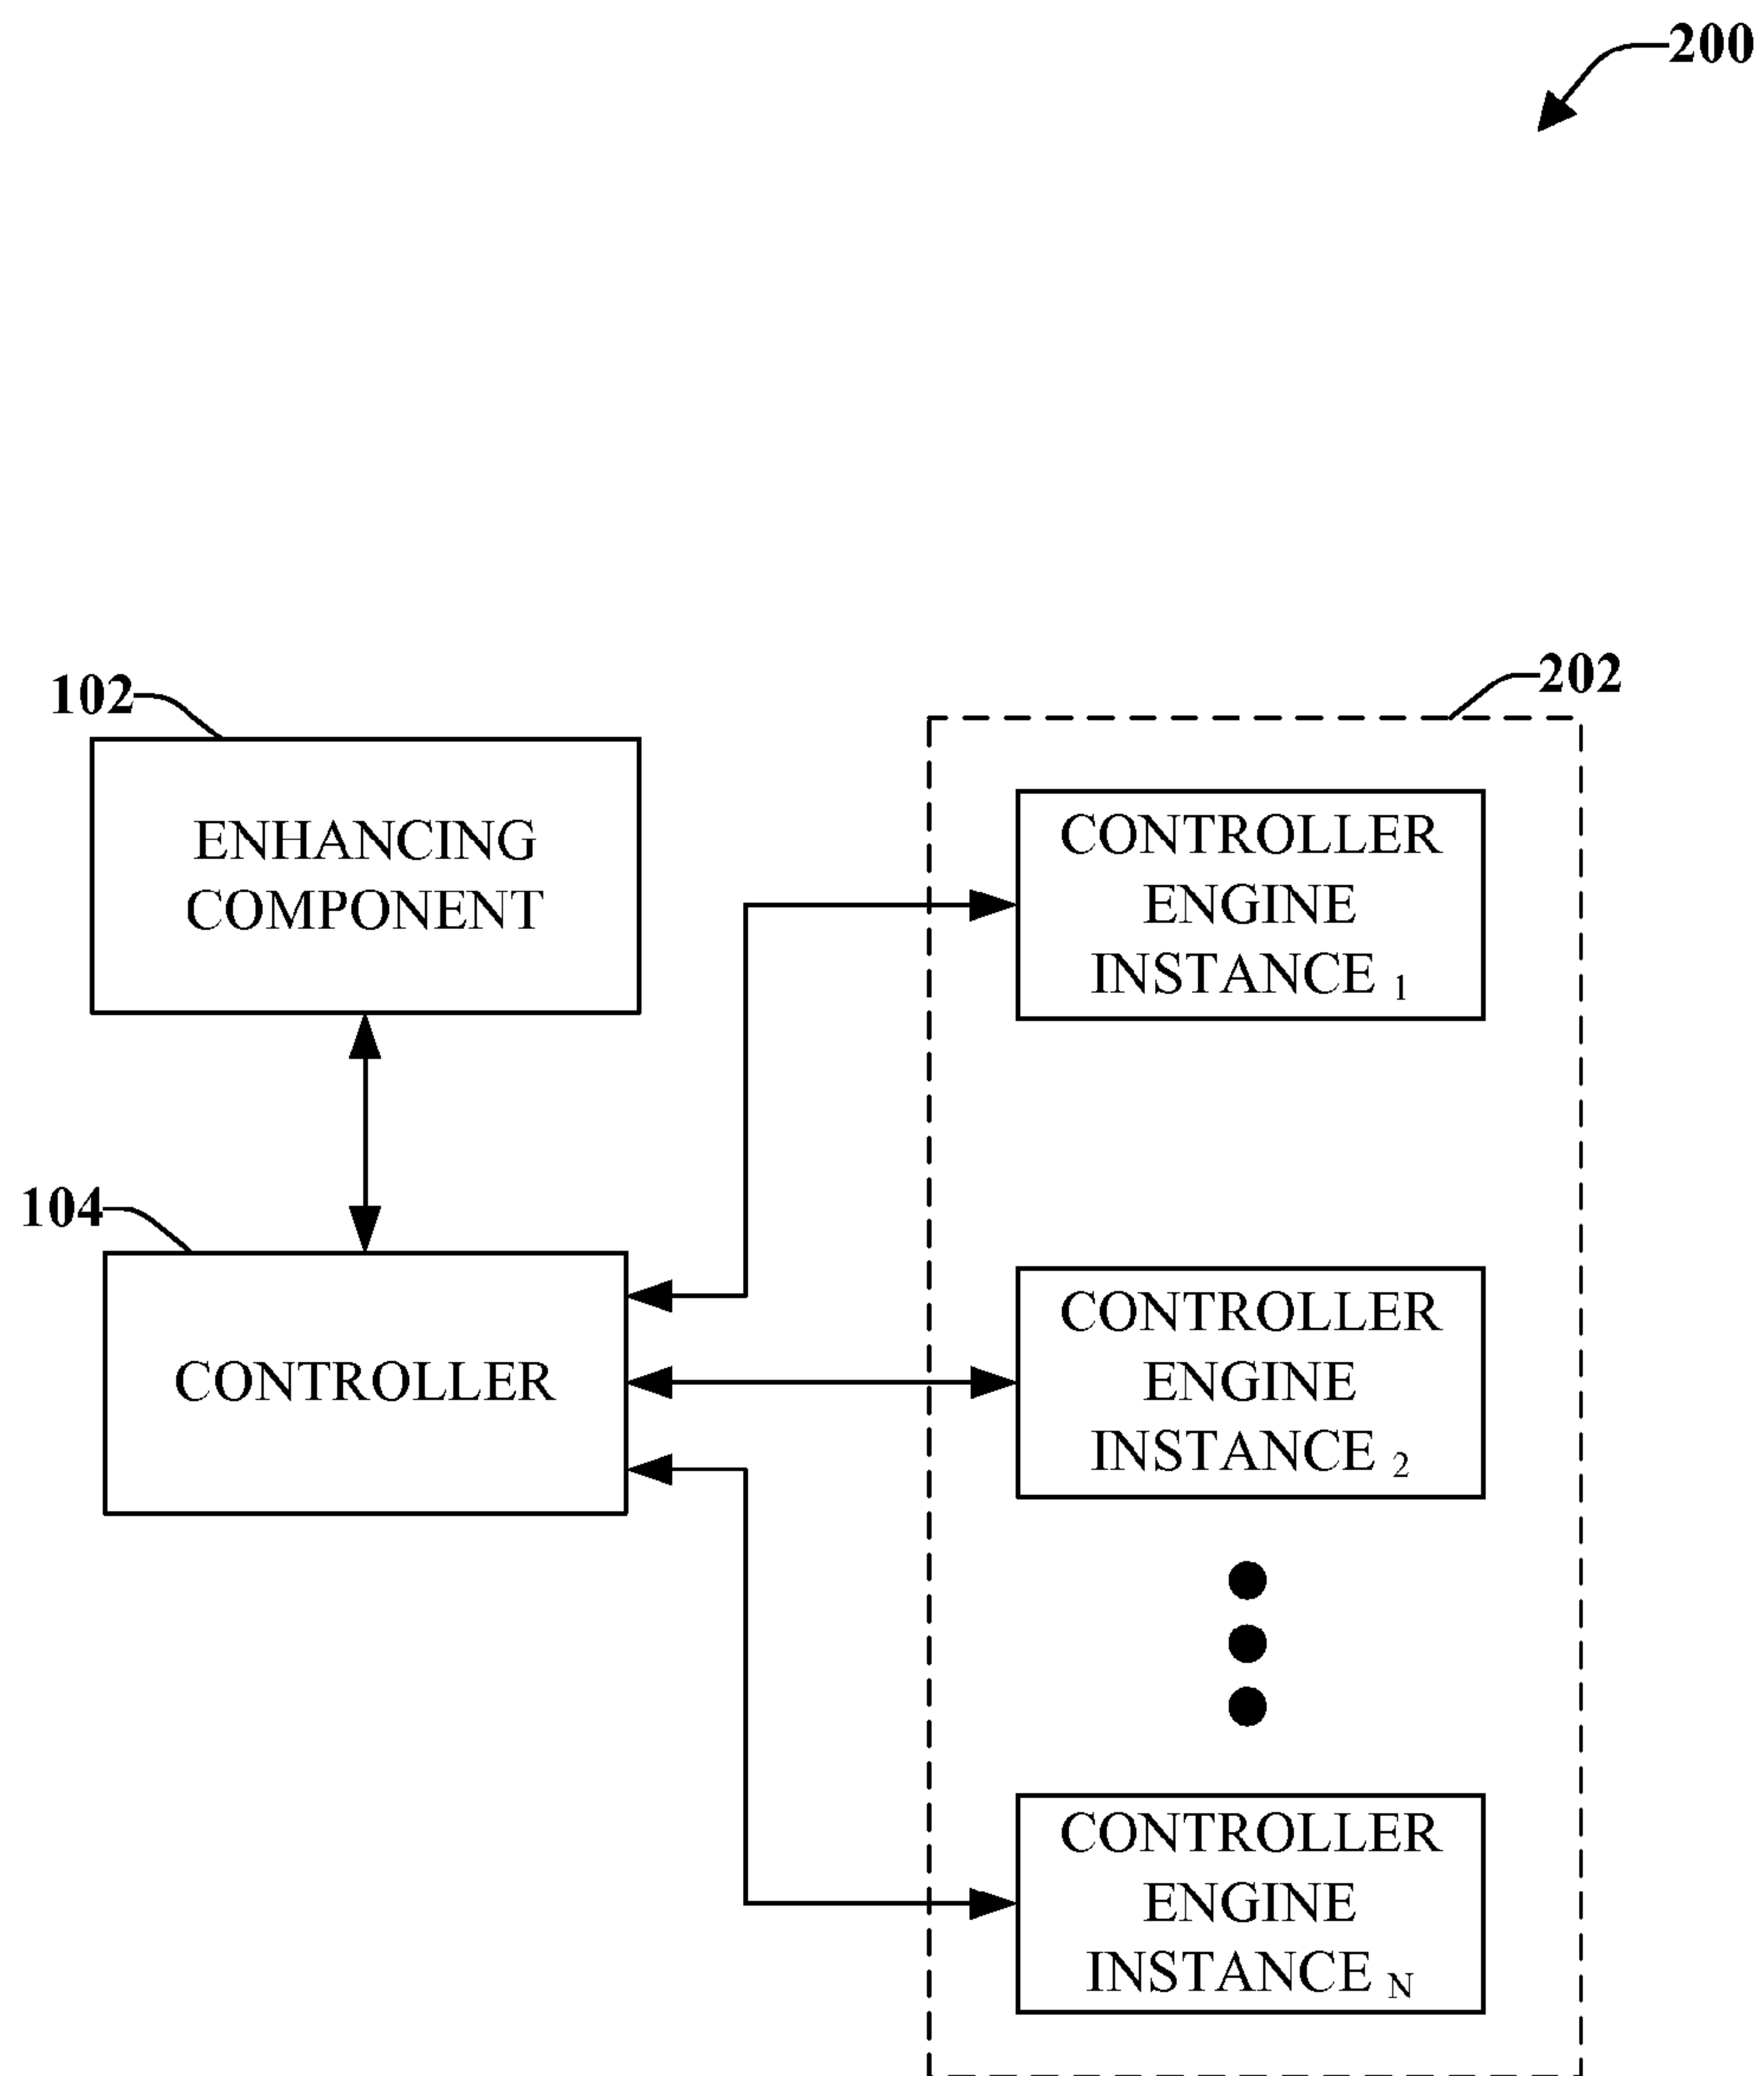 200
102
202
ENHANCING
COMPONENT
CONTROLLER
ENGINE
INSTANCE 1
104
CONTROLLER
CONTROLLER
ENGINE
INSTANCE 2
CONTROLLER
ENGINE
INSTANCE N